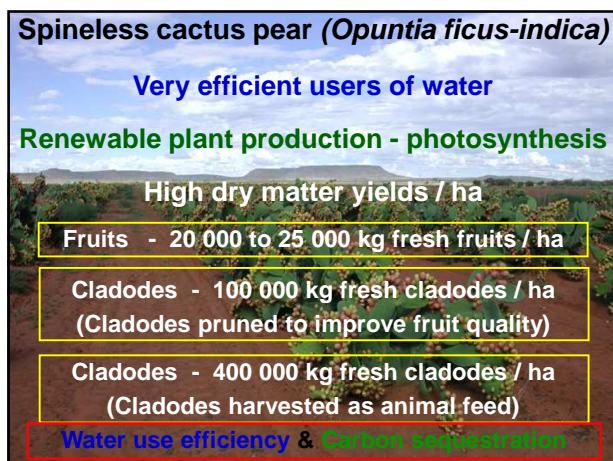 Spineless cactus pear (Opuntia ficus-indica)
Very efficient users of water
Renewable plant production - photosynthesis
High dry matter yields / ha
Fruits - 20 000 to 25 000 kg fresh fruits / ha
Cladodes - 100 000 kg fresh cladodes / ha
(Cladodes pruned to improve fruit quality)
Cladodes - 400 000 kg fresh cladodes / ha
(Cladodes harvested as animal feed)
Water use efficiency & Carbon sequestration